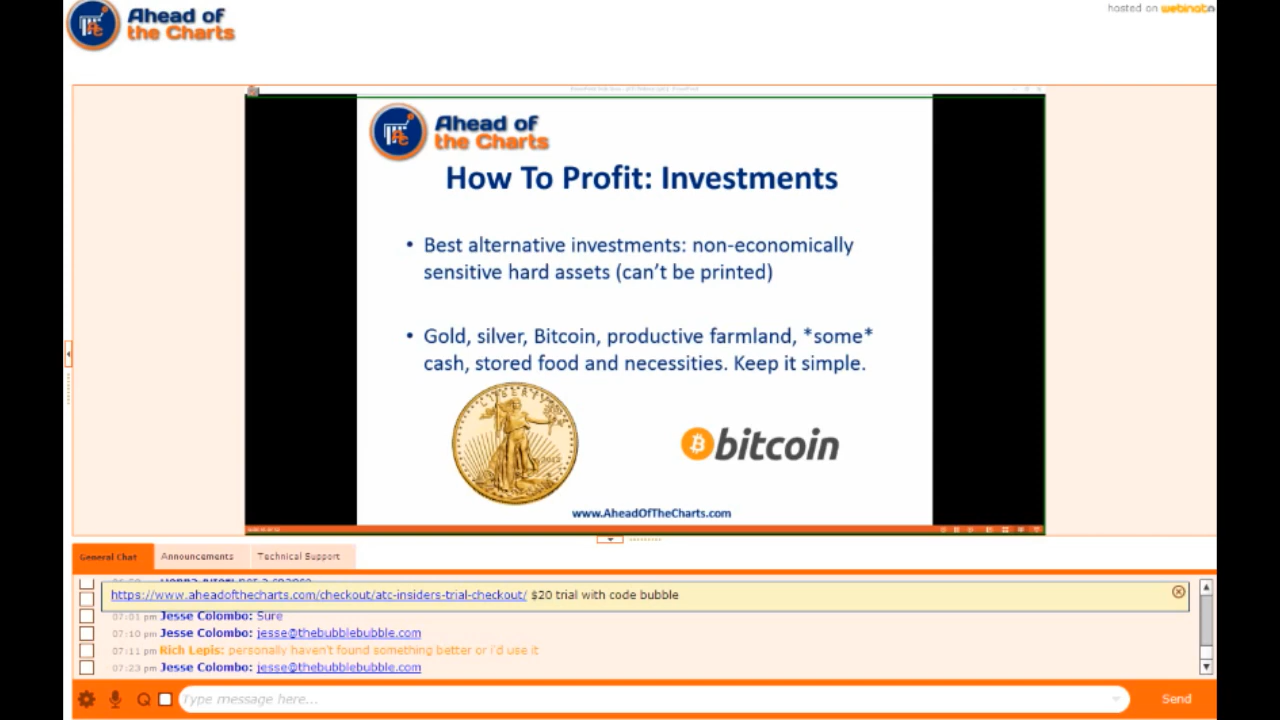 Ahead of
the Charts
hosted on webinato
Ahead of
the Charts
How To Profit: Investments
• Best alternative investments: non-economically
sensitive hard assets (can't be printed)
• Gold, silver, Bitcoin, productive farmland, *some*
cash, stored food and necessities. Keep it simple.
LIBERTY
bitcoin
www.AheadOfTheCharts.com
General Chat
Announcements
Technical Support
https://www.aheadofthecharts.com/checkout/atc-insiders-trial-checkout/ $20 trial with code bubble
07:01 pm Jesse Colombo: Sure
07:10 pm Jesse Colombo: jesse@thebubblebubble.com
07:11 pm Rich Lepis: personally haven't found something better or i'd use it
07:23 pm Jesse Colombo: jesse@thebubblebubble.com
Type message here...
Send